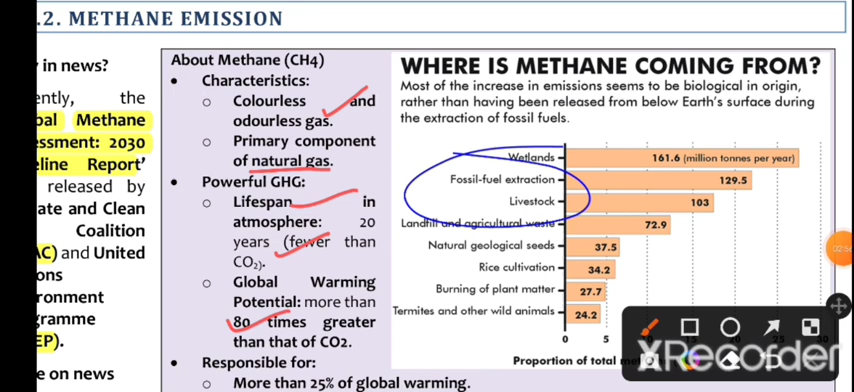 .2. METHANE EMISSION
in news?
ently, the
bal Methane
essment: 2030
eline Report'
released by
ate and Clean
Coalition
AC) and United
ons
ronment
gramme
EP).
e on news
About Methane (CH4)
• Characteristics:
○ Colourless and
odourless gas.
○ Primary component
of natural gas.
• Powerful GHG:
○ Lifespan in
atmosphere: 20
years (fewer than
CO₂).
○ Global Warming
Potential: more than
80 times greater
than that of CO2.
• Responsible for:
○ More than 25% of global warming.
WHERE IS METHANE COMING FROM?
Most of the increase in emissions seems to be biological in origin,
rather than having been released from below Earth's surface during
the extraction of fossil fuels.
Wetlands 161.6 (million tonnes per year)
Fossil-fuel extraction 129.5
Livestock 103
Landfill and agricultural waste 72.9
Natural geological seeds 37.5
Rice cultivation 34.2
Burning of plant matter 27.7
Termites and other wild animals 24.2
0 5 10 15
Proportion of total
XRecorder